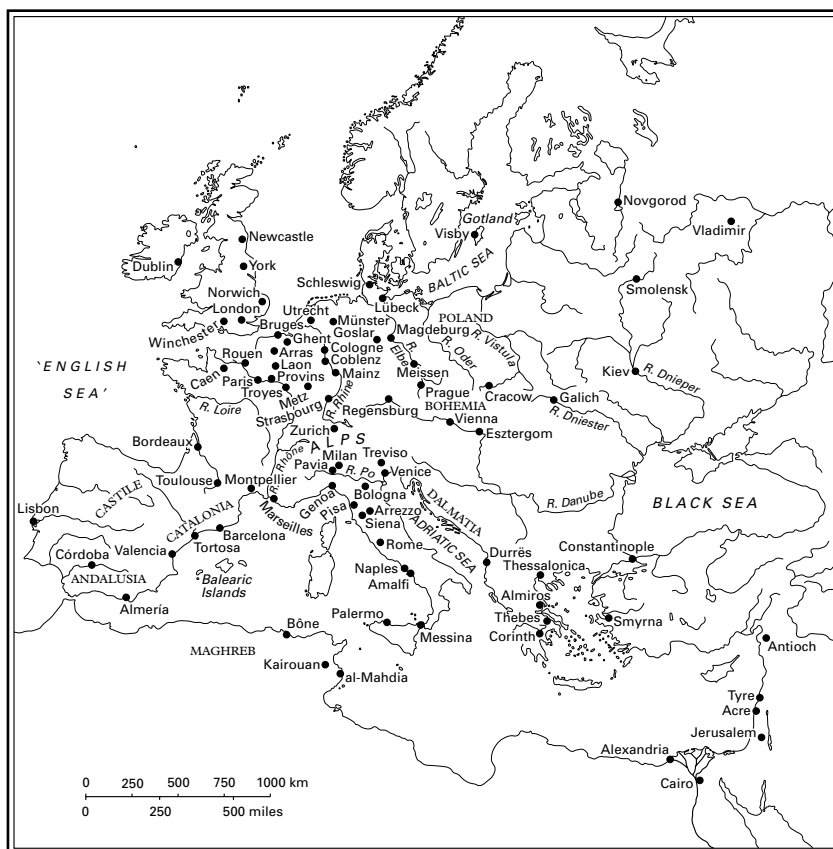 Novgorod
Gotland
Visby
Vladimir
Newcastle
Dublin
York
BALTIC SEA
Schleswig
Smolensk
Norwich
Lübeck
London
Utrecht
Münster
POLAND
Winchester
Bruges
Goslar
Magdeburg
Ghent
Cologne
R. Elbe
R. Oder
R. Vistula
'ENGLISH
SEA'
Rouen
Arras
Coblenz
Laon
Meissen
Caen
Paris
Provins
Mainz
Kiev
R. Dnieper
Troyes
Metz
Prague
Cracow
Galich
R. Loire
Strasbourg
R. Rhine
Regensburg
BOHEMIA
R. Dniester
Vienna
Esztergom
Zurich
ALPS
Bordeaux
R. Rhône
Milan
Treviso
Pavia
R. Po
Venice
Toulouse
Montpellier
Bologna
R. Danube
BLACK SEA
CASTILE
Marseilles
Genoa
Pisa
Arrezzo
Siena
DALMATIA
ADRIATIC SEA
Lisbon
CATALONIA
Barcelona
Tortosa
Rome
Constantinople
Córdoba
Valencia
Durrës
Thessalonica
ANDALUSIA
Balearic
Islands
Naples
Amalfi
Almería
Almiros
Palermo
Thebes
Smyrna
Bône
Messina
Corinth
MAGHREB
Antioch
Kairouan
al-Mahdia
Tyre
Acre
Jerusalem
Alexandria
Cairo
0 250 500 750 1000 km
0 250 500 miles